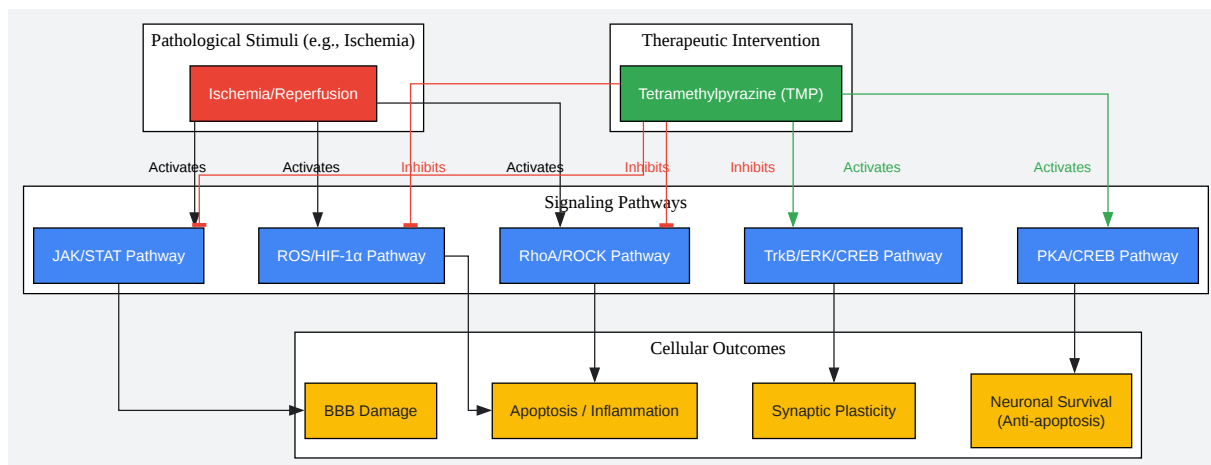 Pathological Stimuli (e.g., Ischemia)
Therapeutic Intervention
Ischemia/Reperfusion
Tetramethylpyrazine (TMP)
Activates
Activates
Inhibits
Activates
Inhibits
Inhibits
Activates
Activates
Signaling Pathways
JAK/STAT Pathway
ROS/HIF-1α Pathway
RhoA/ROCK Pathway
TrkB/ERK/CREB Pathway
PKA/CREB Pathway
Cellular Outcomes
BBB Damage
Apoptosis / Inflammation
Synaptic Plasticity
Neuronal Survival
(Anti-apoptosis)